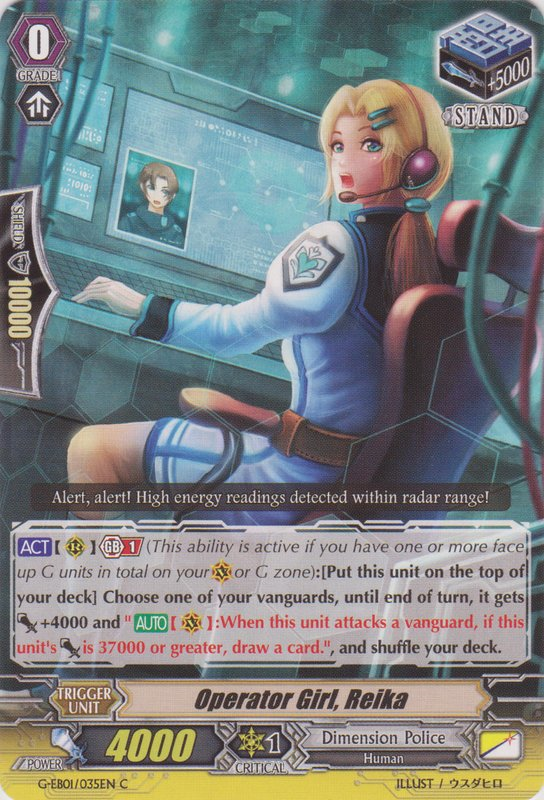 0
GRADE
+5000
STAND
SHIELD
10000
Alert, alert! High energy readings detected within radar range!
ACT【R】GB 1 (This ability is active if you have one or more face
up G units in total on your V or G zone):[Put this unit on the top of
your deck] Choose one of your vanguards, until end of turn, it gets
+4000 and "AUTO【V】:When this unit attacks a vanguard, if this
unit's is 37000 or greater, draw a card.", and shuffle your deck.
TRIGGER
UNIT
Operator Girl, Reika
POWER
4000
1
CRITICAL
Dimension Police
Human
G-EB01/035EN C
ILLUST / ウスダヒロ